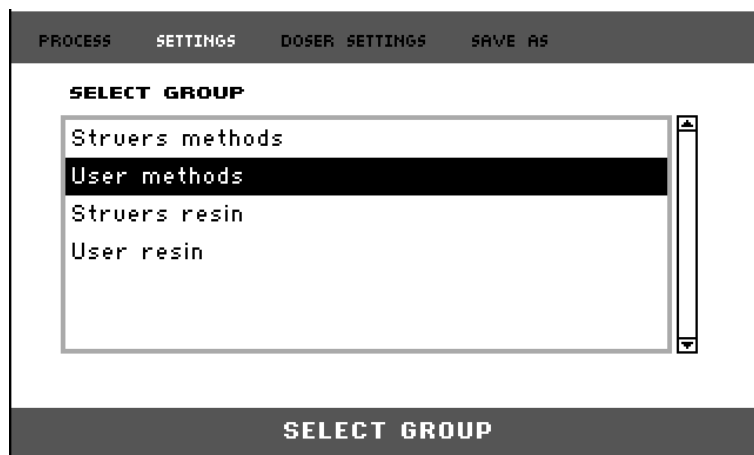 PROCESS SETTINGS DOSER SETTINGS SAVE AS
SELECT GROUP
Struers methods
User methods
Struers resin
User resin
SELECT GROUP